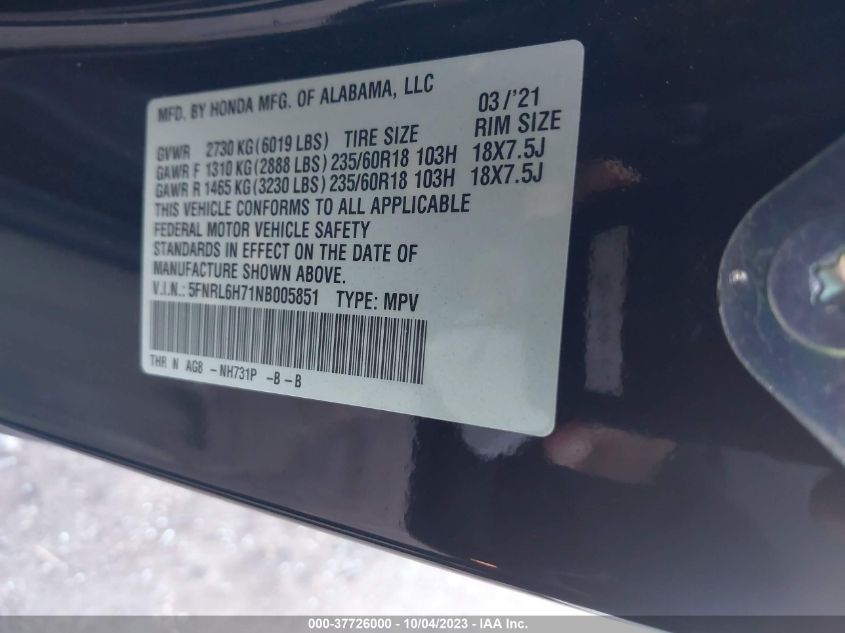 MFD. BY HONDA MFG. OF ALABAMA, LLC 03/'21
GVWR 2730 KG(6019 LBS) TIRE SIZE RIM SIZE
GAWR F 1310 KG(2888 LBS) 235/60R18 103H 18X7.5J
GAWR R 1465 KG(3230 LBS) 235/60R18 103H 18X7.5J
THIS VEHICLE CONFORMS TO ALL APPLICABLE
FEDERAL MOTOR VEHICLE SAFETY
STANDARDS IN EFFECT ON THE DATE OF
MANUFACTURE SHOWN ABOVE.
V.I.N.: 5FNRL6H71NB005851 TYPE: MPV
THR N AG8 - NH731P -B-B
000-37726000 - 10/04/2023 - IAA Inc.